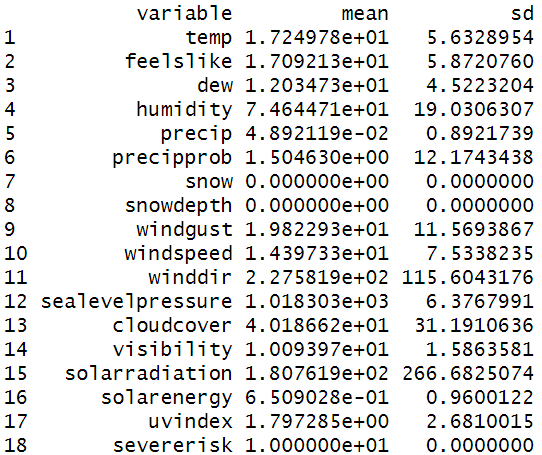 variable mean sd
1 temp 1.724978e+01 5.6328954
2 feelslike 1.709213e+01 5.8720760
3 dew 1.203473e+01 4.5223204
4 humidity 7.464471e+01 19.0306307
5 precip 4.892119e-02 0.8921739
6 precipprob 1.504630e+00 12.1743438
7 snow 0.000000e+00 0.0000000
8 snowdepth 0.000000e+00 0.0000000
9 windgust 1.982293e+01 11.5693867
10 windspeed 1.439733e+01 7.5338235
11 winddir 2.275819e+02 115.6043176
12 sealevelpressure 1.018303e+03 6.3767991
13 cloudcover 4.018662e+01 31.1910636
14 visibility 1.009397e+01 1.5863581
15 solarradiation 1.807619e+02 266.6825074
16 solarenergy 6.509028e-01 0.9600122
17 uvindex 1.797285e+00 2.6810015
18 severerisk 1.000000e+01 0.0000000